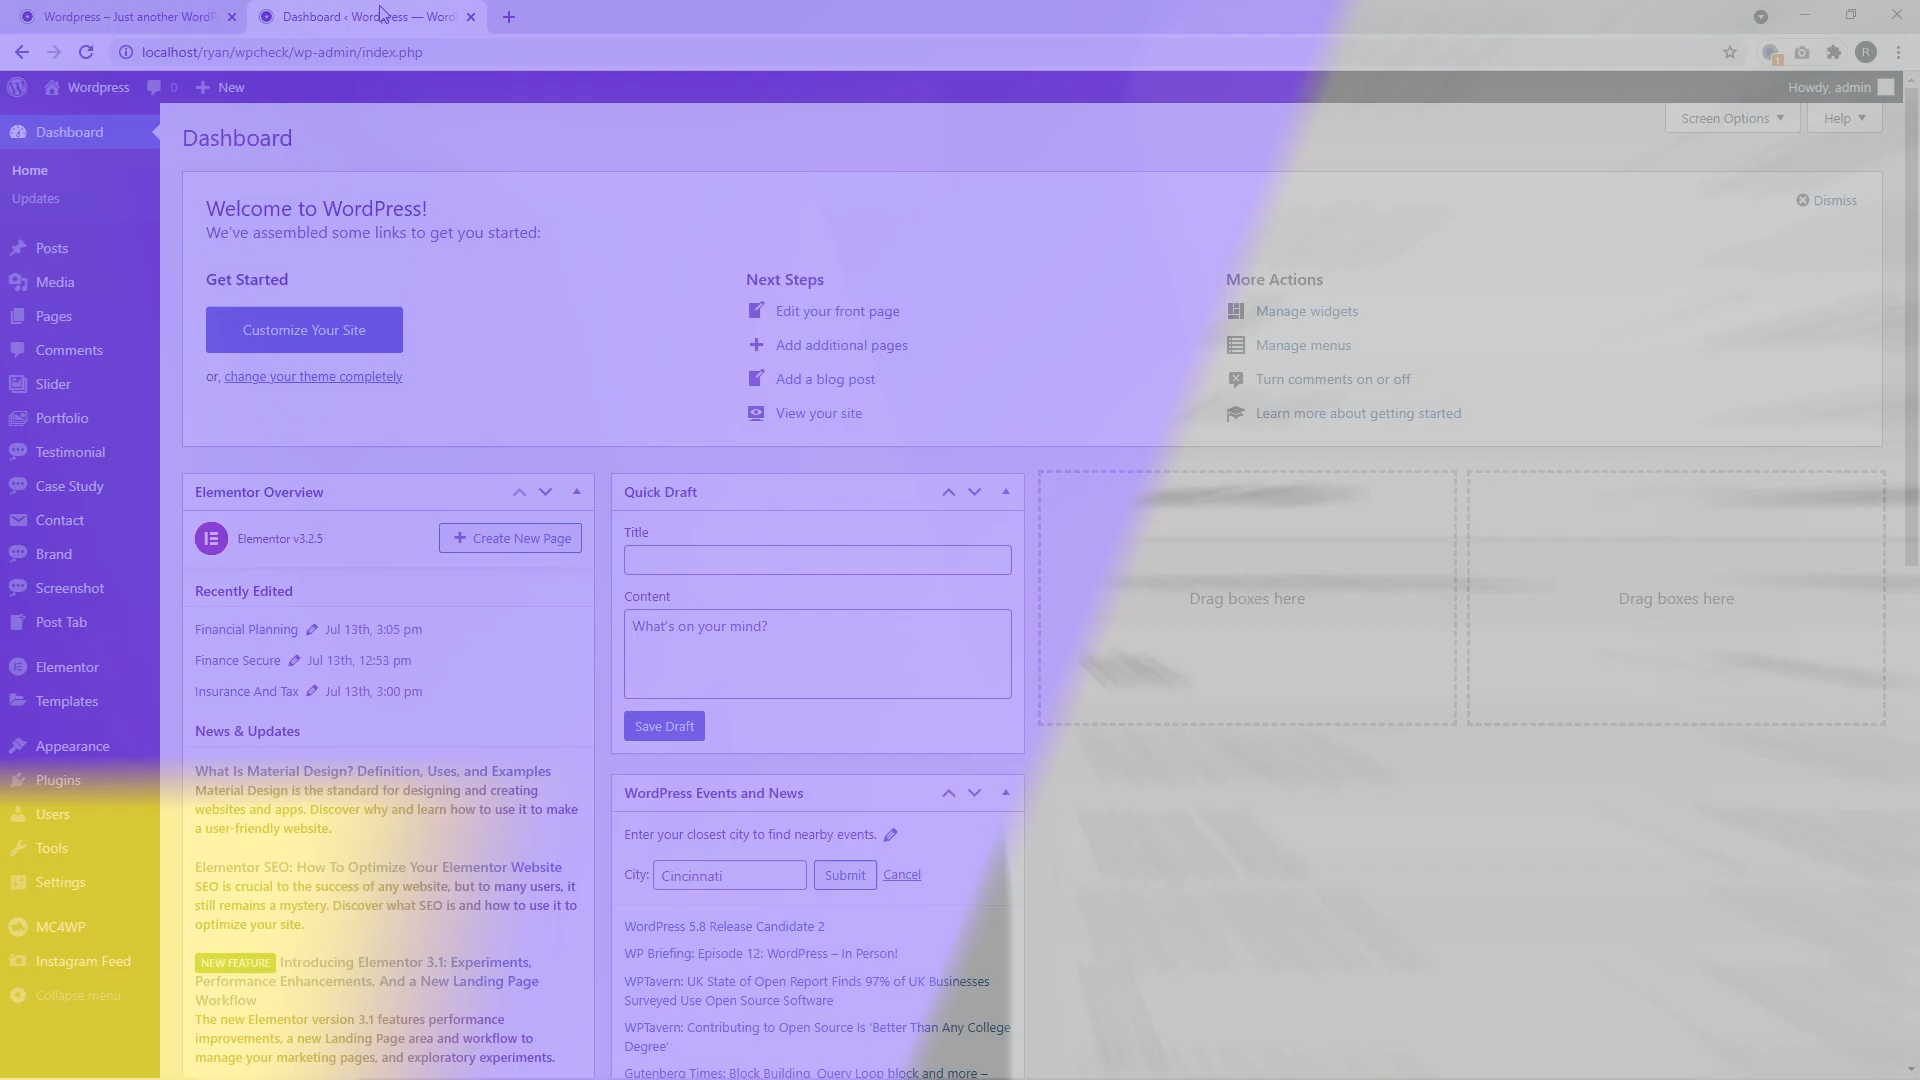 Wordpress – Just another WordP
Dashboard ‹ Wordpress — Word
localhost/ryan/wpcheck/wp-admin/index.php
R
1
Wordpress
0
New
Howdy, admin
Dashboard
Home
Updates
Posts
Media
Pages
Comments
Slider
Portfolio
Testimonial
Case Study
Contact
Brand
Screenshot
Post Tab
Elementor
Templates
Appearance
Plugins
Users
Tools
Settings
MC4WP
Instagram Feed
Collapse menu
Dashboard
Screen Options
Help
Welcome to WordPress!
We've assembled some links to get you started:
Dismiss
Get Started
Customize Your Site
or, change your theme completely
Next Steps
Edit your front page
Add additional pages
Add a blog post
View your site
More Actions
Manage widgets
Manage menus
Turn comments on or off
Learn more about getting started
Elementor Overview
Elementor v3.2.5
Create New Page
Recently Edited
Financial Planning Jul 13th, 3:05 pm
Finance Secure Jul 13th, 12:53 pm
Insurance And Tax Jul 13th, 3:00 pm
News & Updates
What Is Material Design? Definition, Uses, and Examples
Material Design is the standard for designing and creating
websites and apps. Discover why and learn how to use it to make
a user-friendly website.
Elementor SEO: How To Optimize Your Elementor Website
SEO is crucial to the success of any website, but to many users, it
still remains a mystery. Discover what SEO is and how to use it to
optimize your site.
NEW FEATURE Introducing Elementor 3.1: Experiments,
Performance Enhancements, And a New Landing Page
Workflow
The new Elementor version 3.1 features performance
improvements, a new Landing Page area and workflow to
manage your marketing pages, and exploratory experiments.
Quick Draft
Title
Content
What's on your mind?
Save Draft
WordPress Events and News
Enter your closest city to find nearby events.
City: Cincinnati Submit Cancel
WordPress 5.8 Release Candidate 2
WP Briefing: Episode 12: WordPress – In Person!
WPTavern: UK State of Open Report Finds 97% of UK Businesses
Surveyed Use Open Source Software
WPTavern: Contributing to Open Source Is 'Better Than Any College
Degree'
Gutenberg Times: Block Building, Query Loop block and more –
Drag boxes here
Drag boxes here